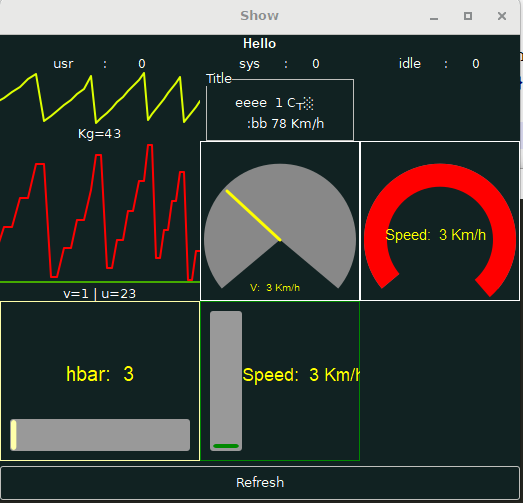 Show
Hello
usr : 0 sys : 0 idle : 0
Title
eeee 1 C
:bb 78 Km/h
Kg=43
V: 3 Km/h
Speed: 3 Km/h
v=1 | u=23
hbar: 3
Speed: 3 Km/h
Refresh